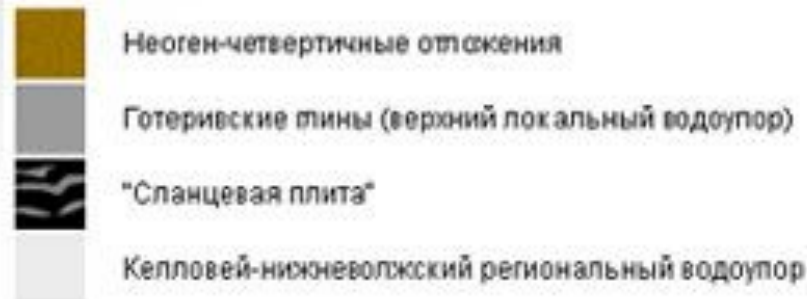 Неоген-четвертичные отложения
Готеривские глины (верхний локальный водоупор)
"Сланцевая плита"
Келловей-нижневолжский региональный водоупор